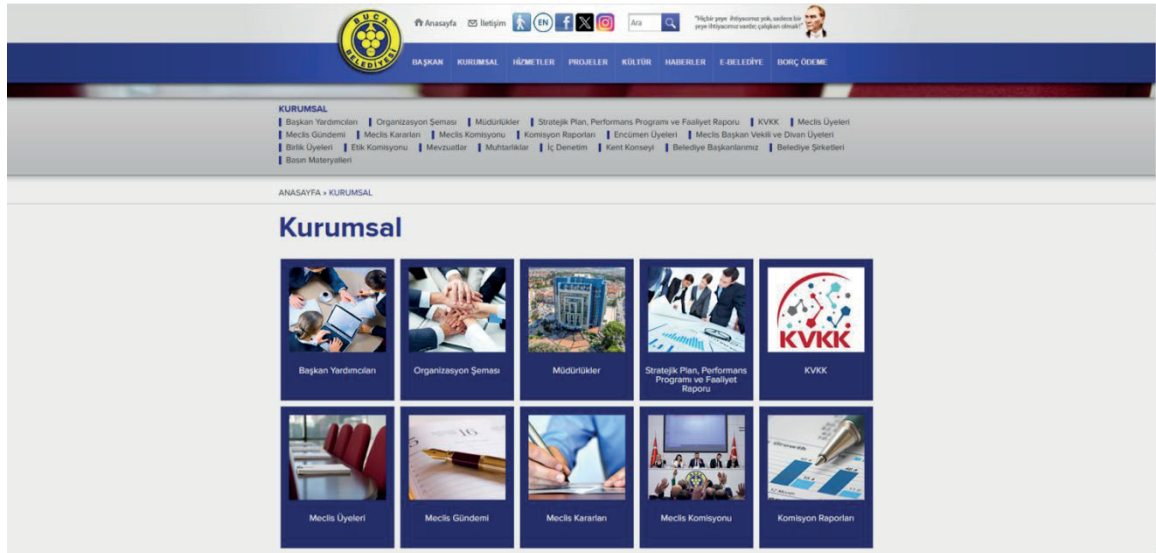 BUCA
BELEDİYESİ
Anasayfa İletişim EN Ara
"Hiçbir şeye ihtiyacımız yok, sadece bir
şeye ihtiyacımız vardır; çalışkan olmak!"
BAŞKAN KURUMSAL HİZMETLER PROJELER KÜLTÜR HABERLER E-BELEDİYE BORÇ ÖDEME
KURUMSAL
Başkan Yardımcıları Organizasyon Şeması Müdürlükler Stratejik Plan, Performans Programı ve Faaliyet Raporu KVKK Meclis Üyeleri
Meclis Gündemi Meclis Kararları Meclis Komisyonu Komisyon Raporları Encümen Üyeleri Meclis Başkan Vekili ve Divan Üyeleri
Birlik Üyeleri Etik Komisyonu Mevzuatlar Muhtarlıklar İç Denetim Kent Konseyi Belediye Başkanlarımız Belediye Şirketleri
Basın Materyalleri
ANASAYFA » KURUMSAL
Kurumsal
KVKK
Başkan Yardımcıları Organizasyon Şeması Müdürlükler Stratejik Plan, Performans
Programı ve Faaliyet
Raporu
KVKK
16
Meclis Üyeleri Meclis Gündemi Meclis Kararları Meclis Komisyonu Komisyon Raporları